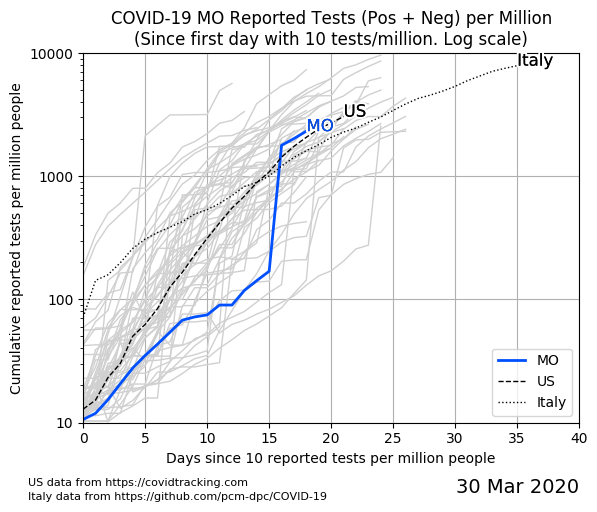 COVID-19 MO Reported Tests (Pos + Neg) per Million
(Since first day with 10 tests/million. Log scale)
Cumulative reported tests per million people
10000
1000
100
10
Italy
US
MO
MO
US
Italy
0 5 10 15 20 25 30 35 40
Days since 10 reported tests per million people
US data from https://covidtracking.com
Italy data from https://github.com/pcm-dpc/COVID-19
30 Mar 2020